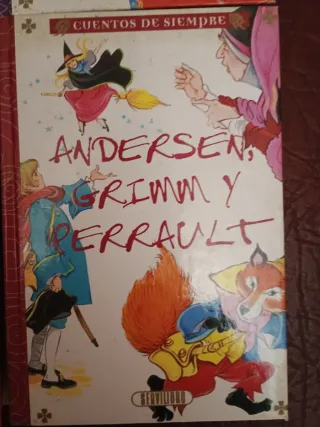 CUENTOS DE SIEMPRE
ANDERSEN,
GRIMM Y
PERRAULT
SERVILIBRO